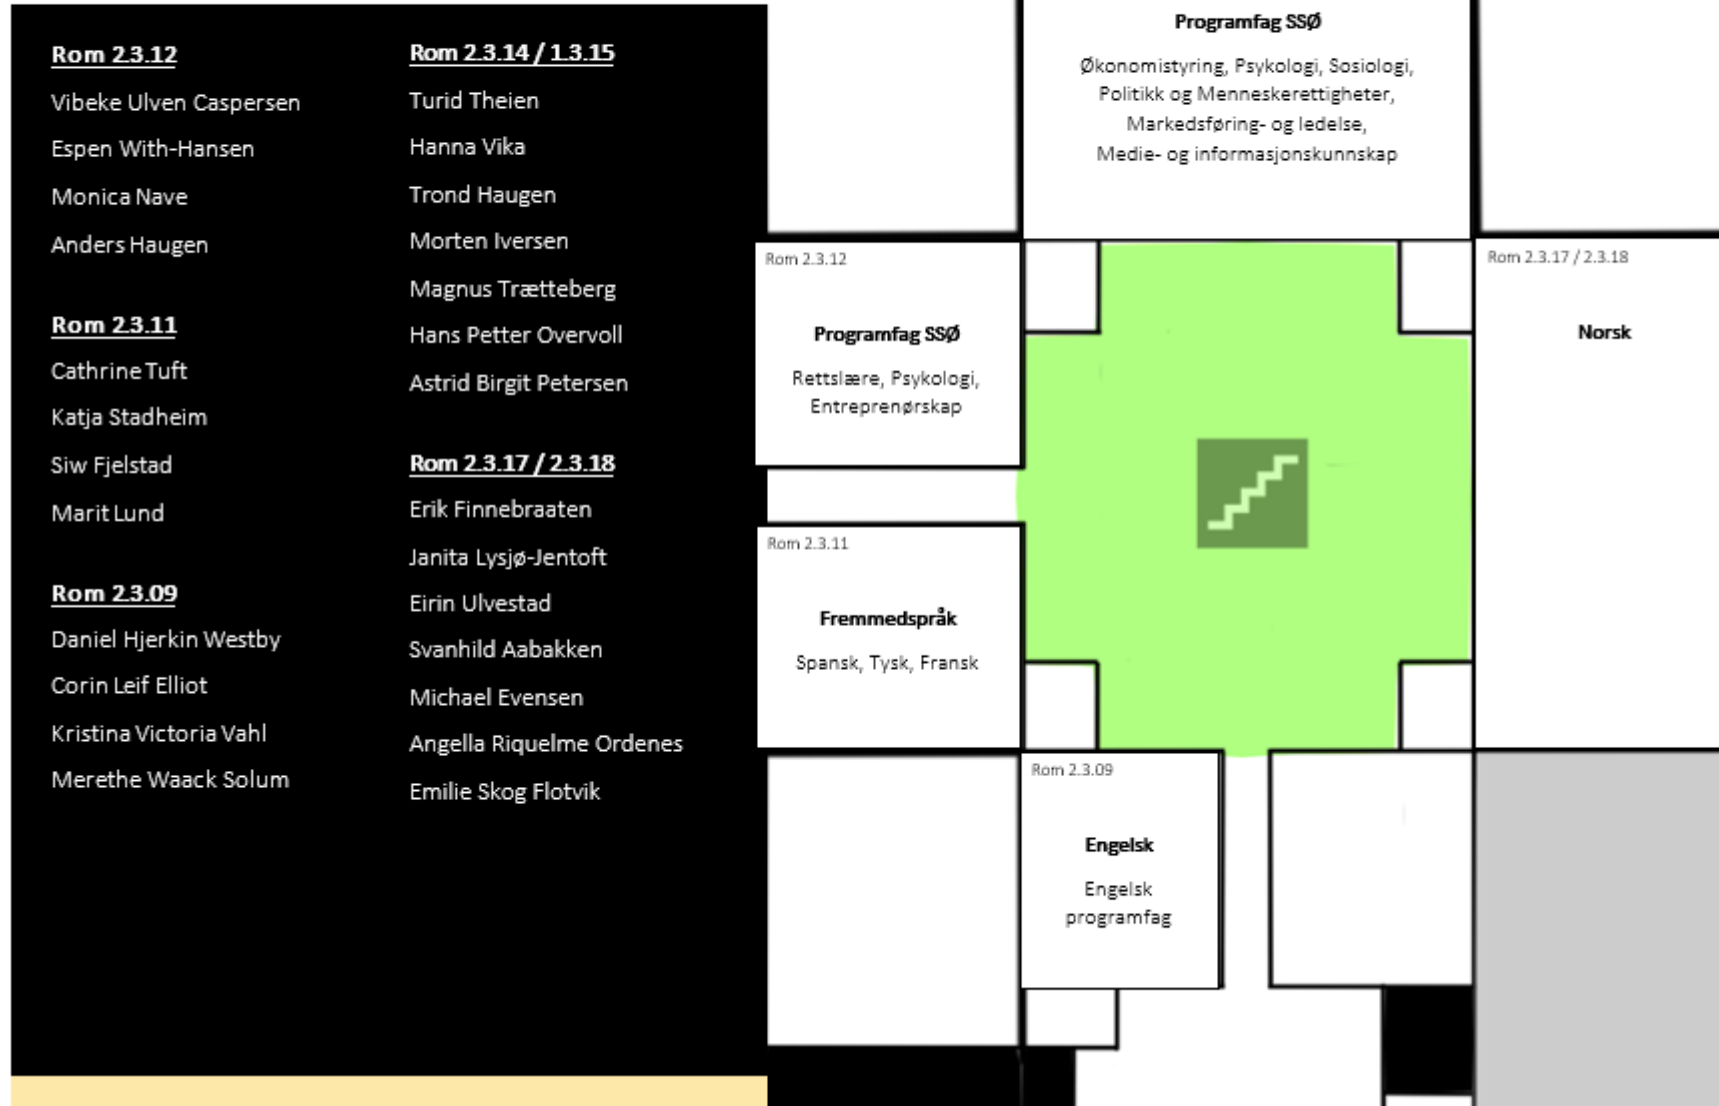 Rom 2.3.12
Vibeke Ulven Caspersen
Espen With-Hansen
Monica Nave
Anders Haugen
Rom 2.3.11
Cathrine Tuft
Katja Stadheim
Siw Fjelstad
Marit Lund
Rom 2.3.09
Daniel Hjerkin Westby
Corin Leif Elliot
Kristina Victoria Vahl
Merethe Waack Solum
Rom 2.3.14 / 1.3.15
Turid Theien
Hanna Vika
Trond Haugen
Morten Iversen
Magnus Trætteberg
Hans Petter Overvoll
Astrid Birgit Petersen
Rom 2.3.17 / 2.3.18
Erik Finnebraaten
Janita Lysjø-Jentoft
Eirin Ulvestad
Svanhild Aabakken
Michael Evensen
Angella Riquelme Ordenes
Emilie Skog Flotvik
Programfag SSØ
Økonomistyring, Psykologi, Sosiologi,
Politikk og Menneskerettigheter,
Markedsføring- og ledelse,
Medie- og informasjonskunnskap
Rom 2.3.12
Programfag SSØ
Rettslære, Psykologi,
Entreprenørskap
Rom 2.3.17 / 2.3.18
Norsk
Rom 2.3.11
Fremmedspråk
Spansk, Tysk, Fransk
Rom 2.3.09
Engelsk
Engelsk
programfag